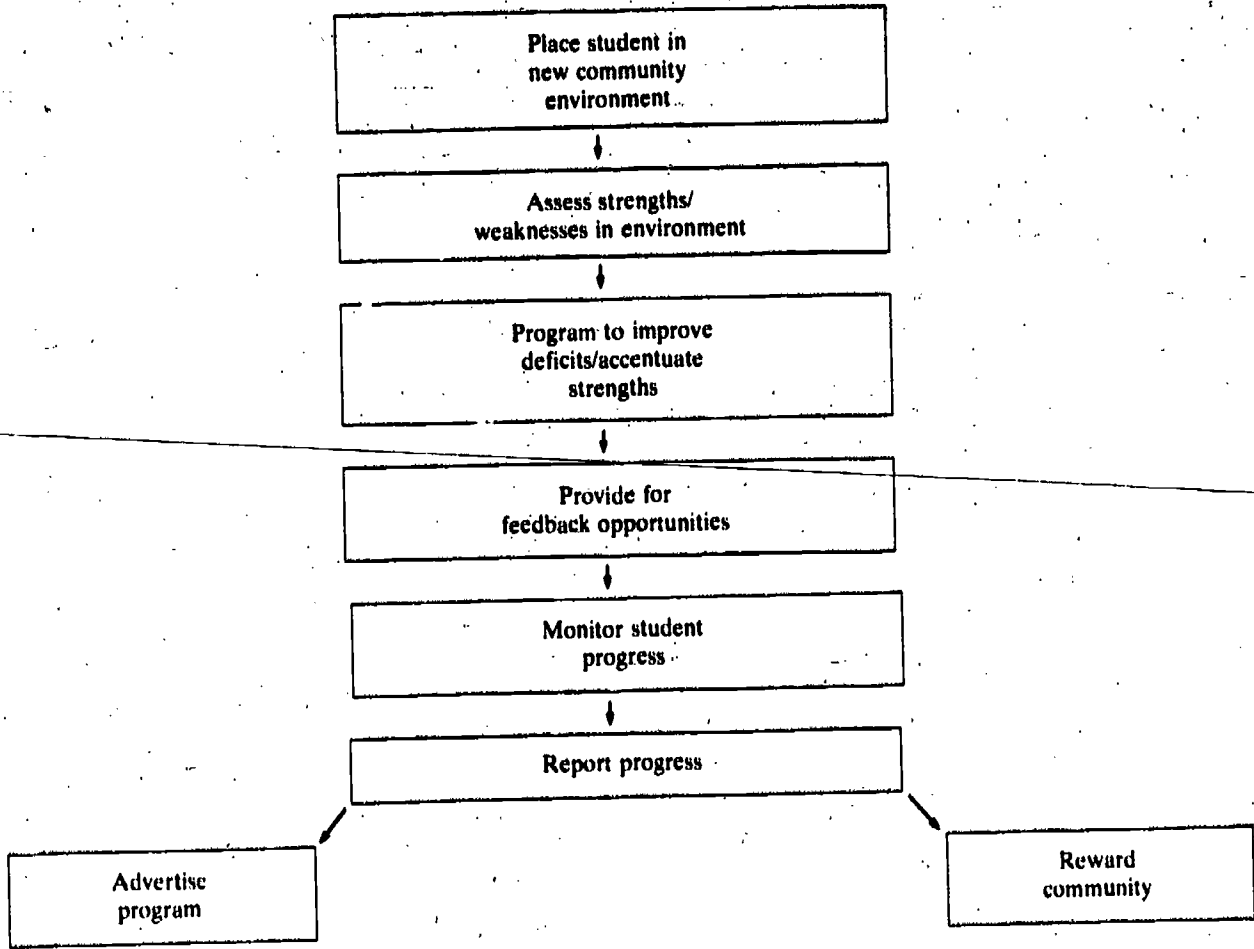 Place student in
new community
environment
Assess strengths/
weaknesses in environment
Program to improve
deficits/accentuate
strengths
Provide for
feedback opportunities
Monitor student
progress
Report progress
Advertise
program
Reward
community